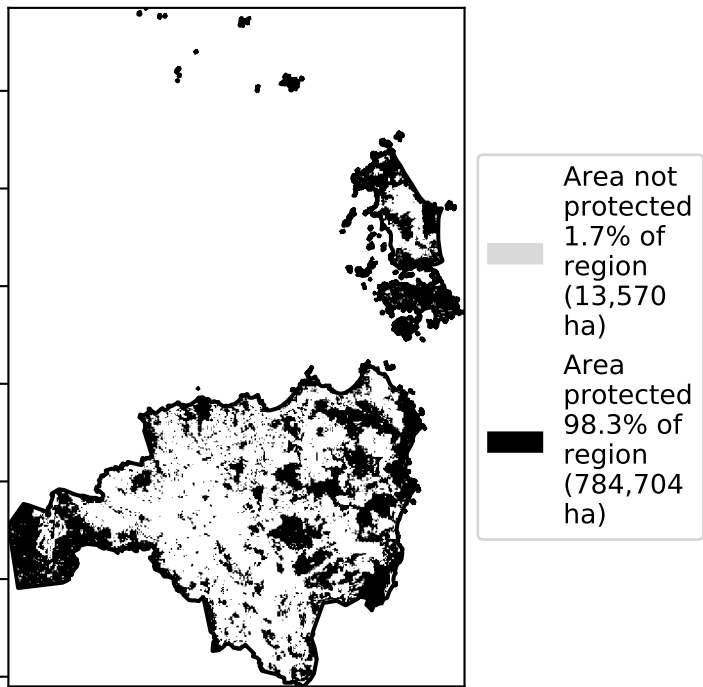 Area not
protected
1.7% of
region
(13,570
ha)
Area
protected
98.3% of
region
(784,704
ha)